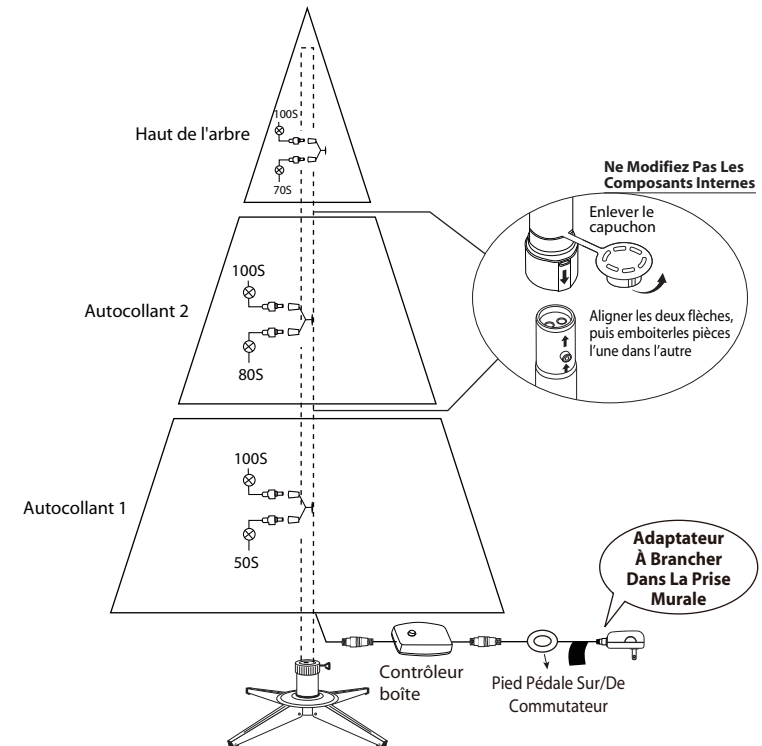 100S
Haut de l'arbre
70S
Ne Modifiez Pas Les
Composants Internes
Enlever le
capuchon
100S
Autocollant 2
80S
Aligner les deux flèches,
puis emboiterles pièces
l'une dans l'autre
100S
Autocollant 1
50S
Adaptateur
À Brancher
Dans La Prise
Murale
Contrôleur
boîte
Pied Pédale Sur/De
Commutateur